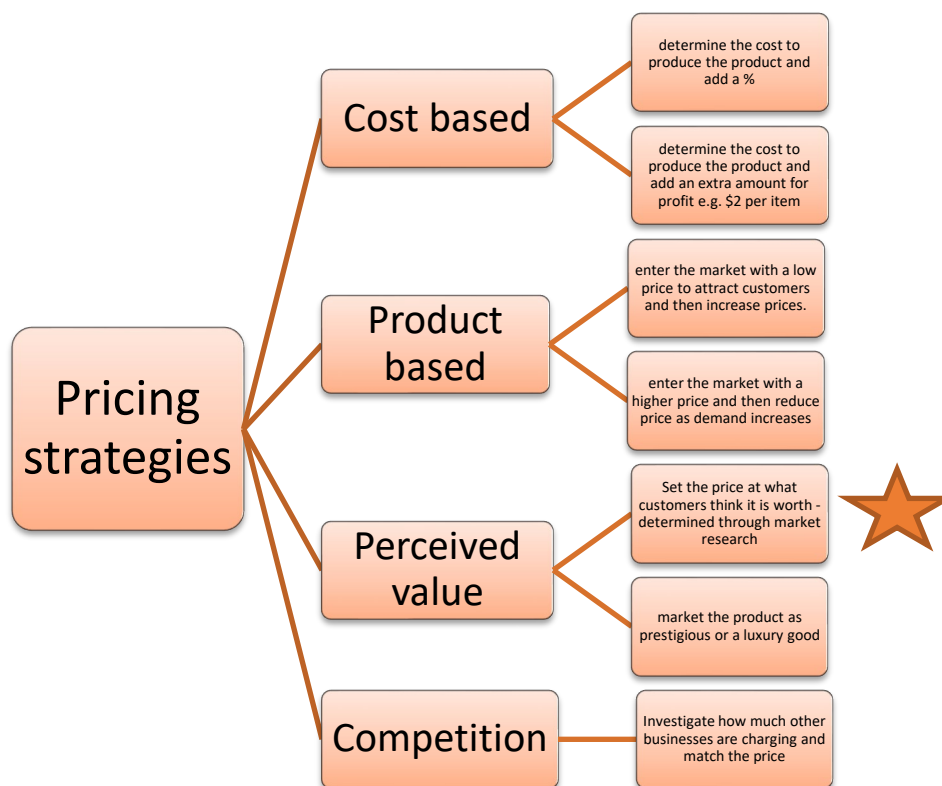 Pricing
strategies
Cost based
determine the cost to
produce the product and
add a %
determine the cost to
produce the product and
add an extra amount for
profit e.g. $2 per item
Product
based
enter the market with a low
price to attract customers
and then increase prices.
enter the market with a
higher price and then reduce
price as demand increases
Perceived
value
Set the price at what
customers think it is worth -
determined through market
research
market the product as
prestigious or a luxury good
Competition
Investigate how much other
businesses are charging and
match the price